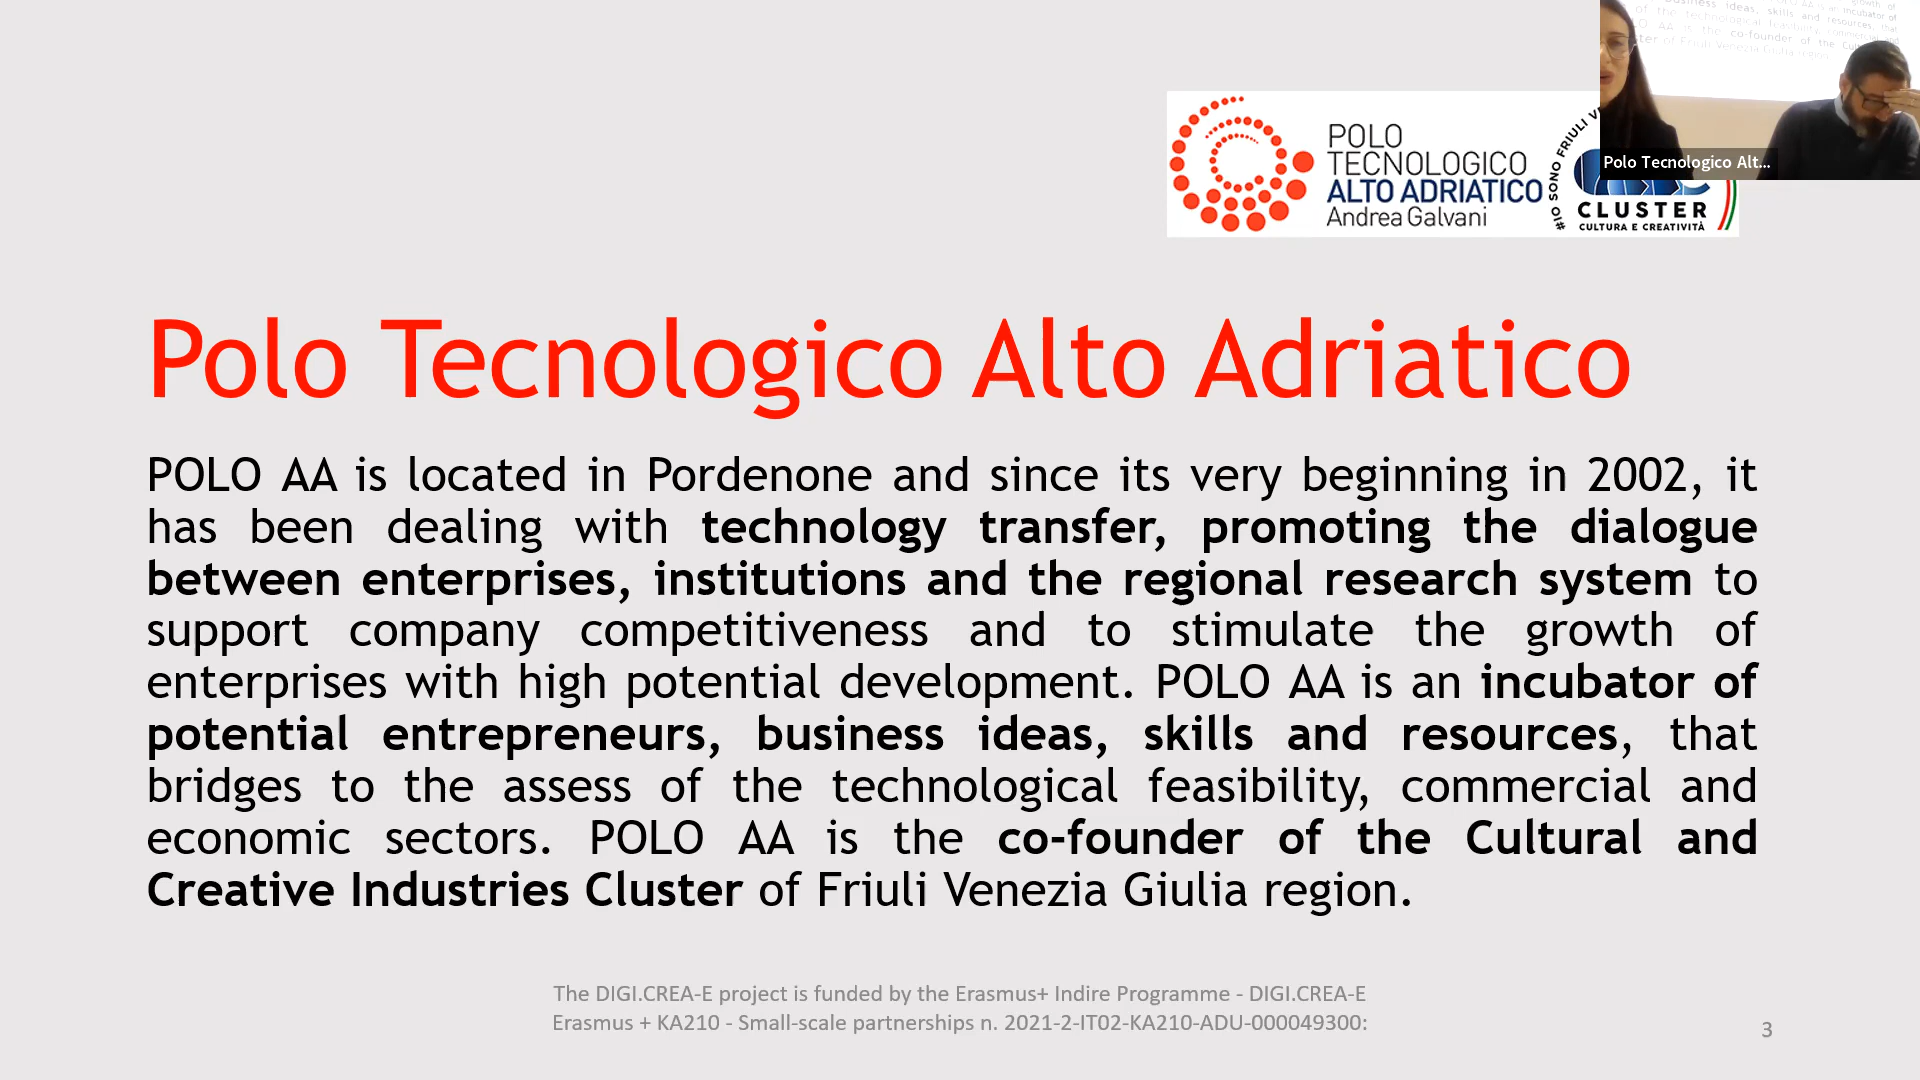 POLO
TECNOLOGICO
ALTO ADRIATICO
Andrea Galvani
#IO SONO FRIULI
CLUSTER
CULTURA E CREATIVITÀ
Polo Tecnologico Alt...
Polo Tecnologico Alto Adriatico
POLO AA is located in Pordenone and since its very beginning in 2002, it
has been dealing with technology transfer, promoting the dialogue
between enterprises, institutions and the regional research system to
support company competitiveness and to stimulate the growth of
enterprises with high potential development. POLO AA is an incubator of
potential entrepreneurs, business ideas, skills and resources, that
bridges to the assess of the technological feasibility, commercial and
economic sectors. POLO AA is the co-founder of the Cultural and
Creative Industries Cluster of Friuli Venezia Giulia region.
The DIGI.CREA-E project is funded by the Erasmus+ Indire Programme - DIGI.CREA-E
Erasmus + KA210 - Small-scale partnerships n. 2021-2-IT02-KA210-ADU-000049300:
3